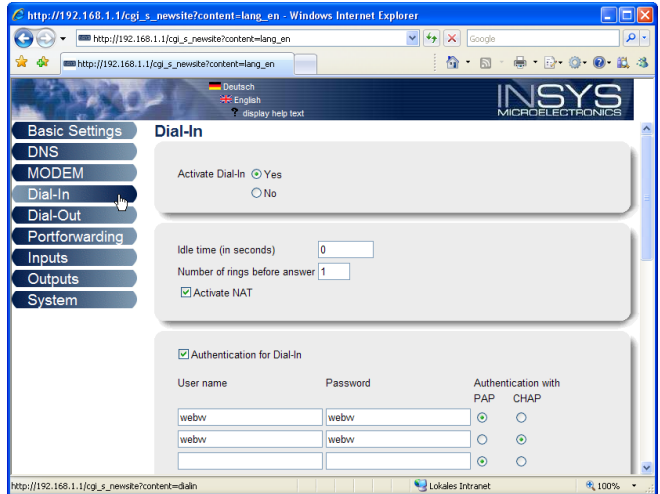 http://192.168.1.1/cgi_s_newsite?content=lang_en - Windows Internet Explorer
http://192.168.1.1/cgi_s_newsite?content=lang_en
Google
http://192.168.1.1/cgi_s_newsite?content=lang_en
Deutsch
English
? display help text
INSYS
MICROELECTRONICS
Basic Settings
DNS
MODEM
Dial-In
Dial-Out
Portforwarding
Inputs
Outputs
System
Dial-In
Activate Dial-In Yes
No
Idle time (in seconds) 0
Number of rings before answer 1
Activate NAT
Authentication for Dial-In
User name Password Authentication with
PAP CHAP
webvv webvv
webvv webvv
http://192.168.1.1/cgi_s_newsite?content=dialin Lokales Intranet 100%